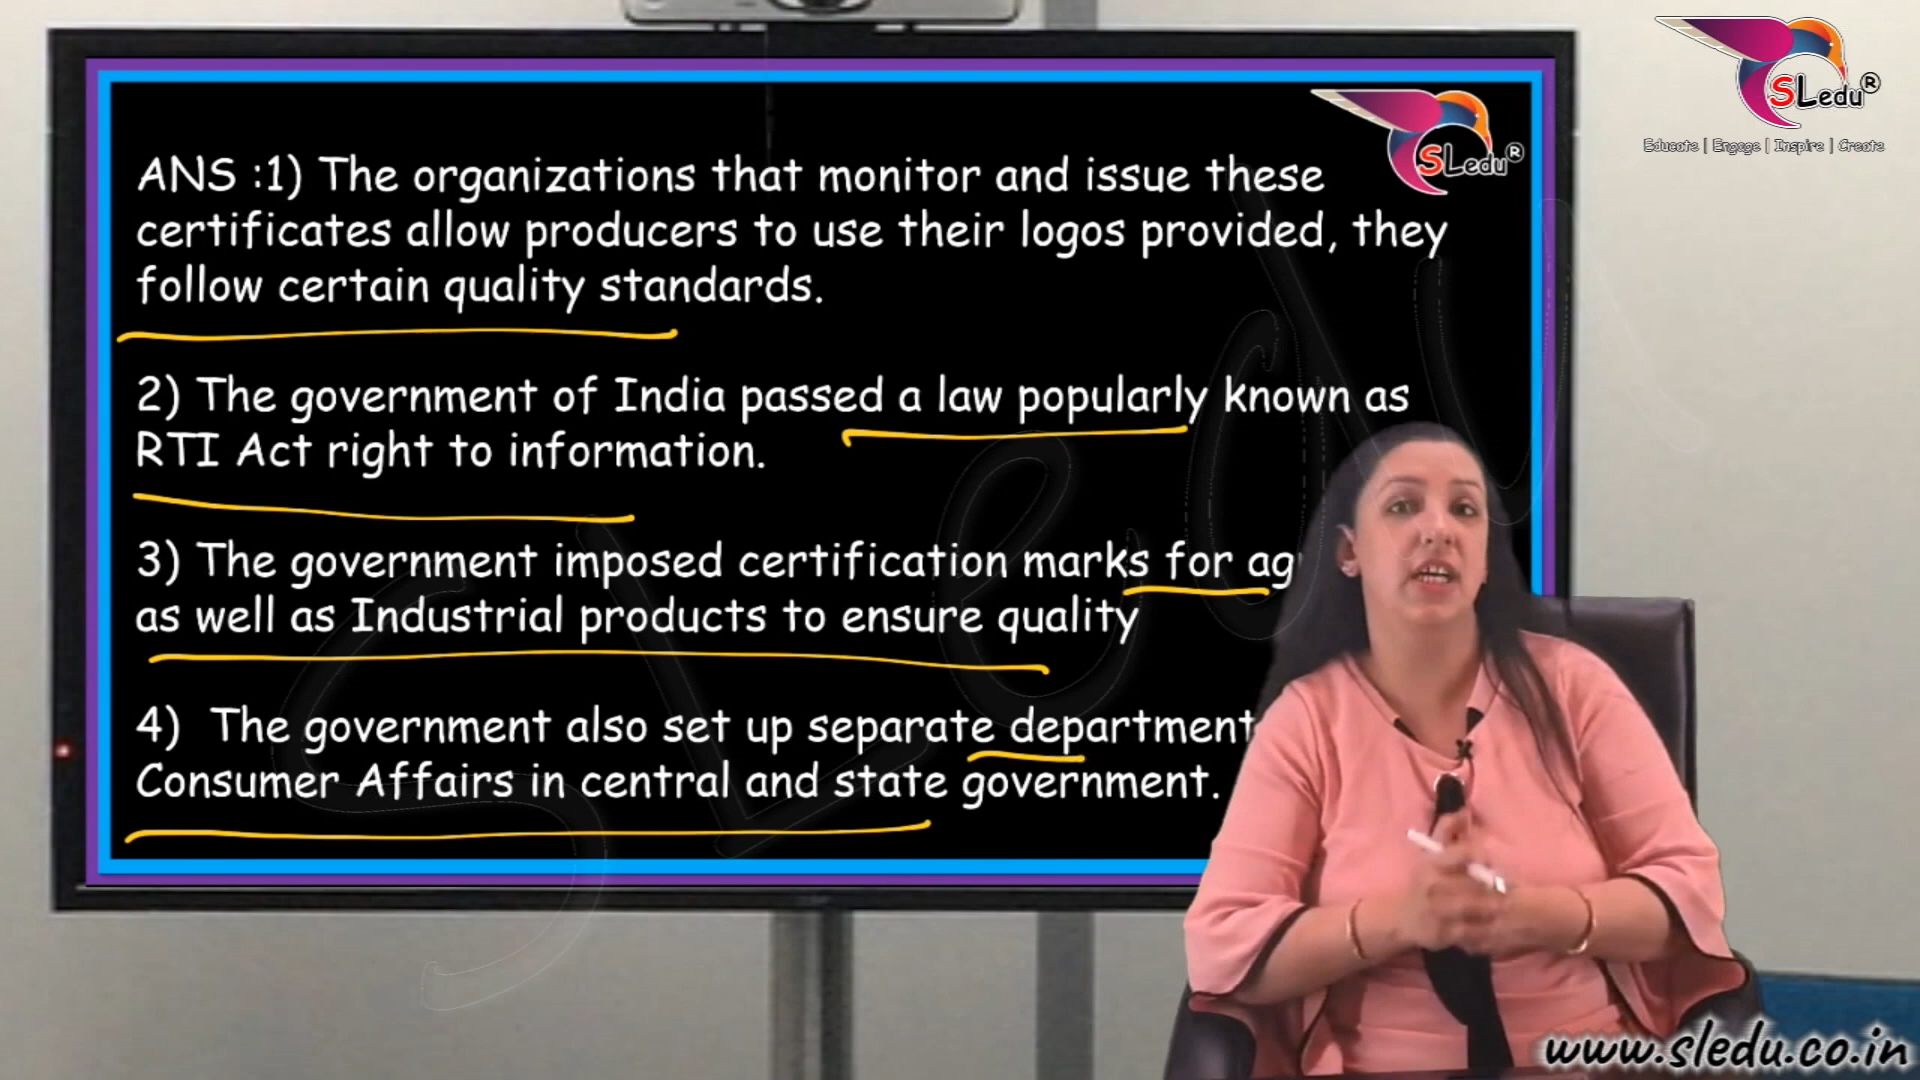 SLedu®
Educate | Engage | Inspire | Create
SLedu®
ANS :1) The organizations that monitor and issue these
certificates allow producers to use their logos provided, they
follow certain quality standards.
2) The government of India passed a law popularly known as
RTI Act right to information.
3) The government imposed certification marks for
as well as Industrial products to ensure quality
4) The government also set up separate department
Consumer Affairs in central and state government.
SLedu
www.sledu.co.in